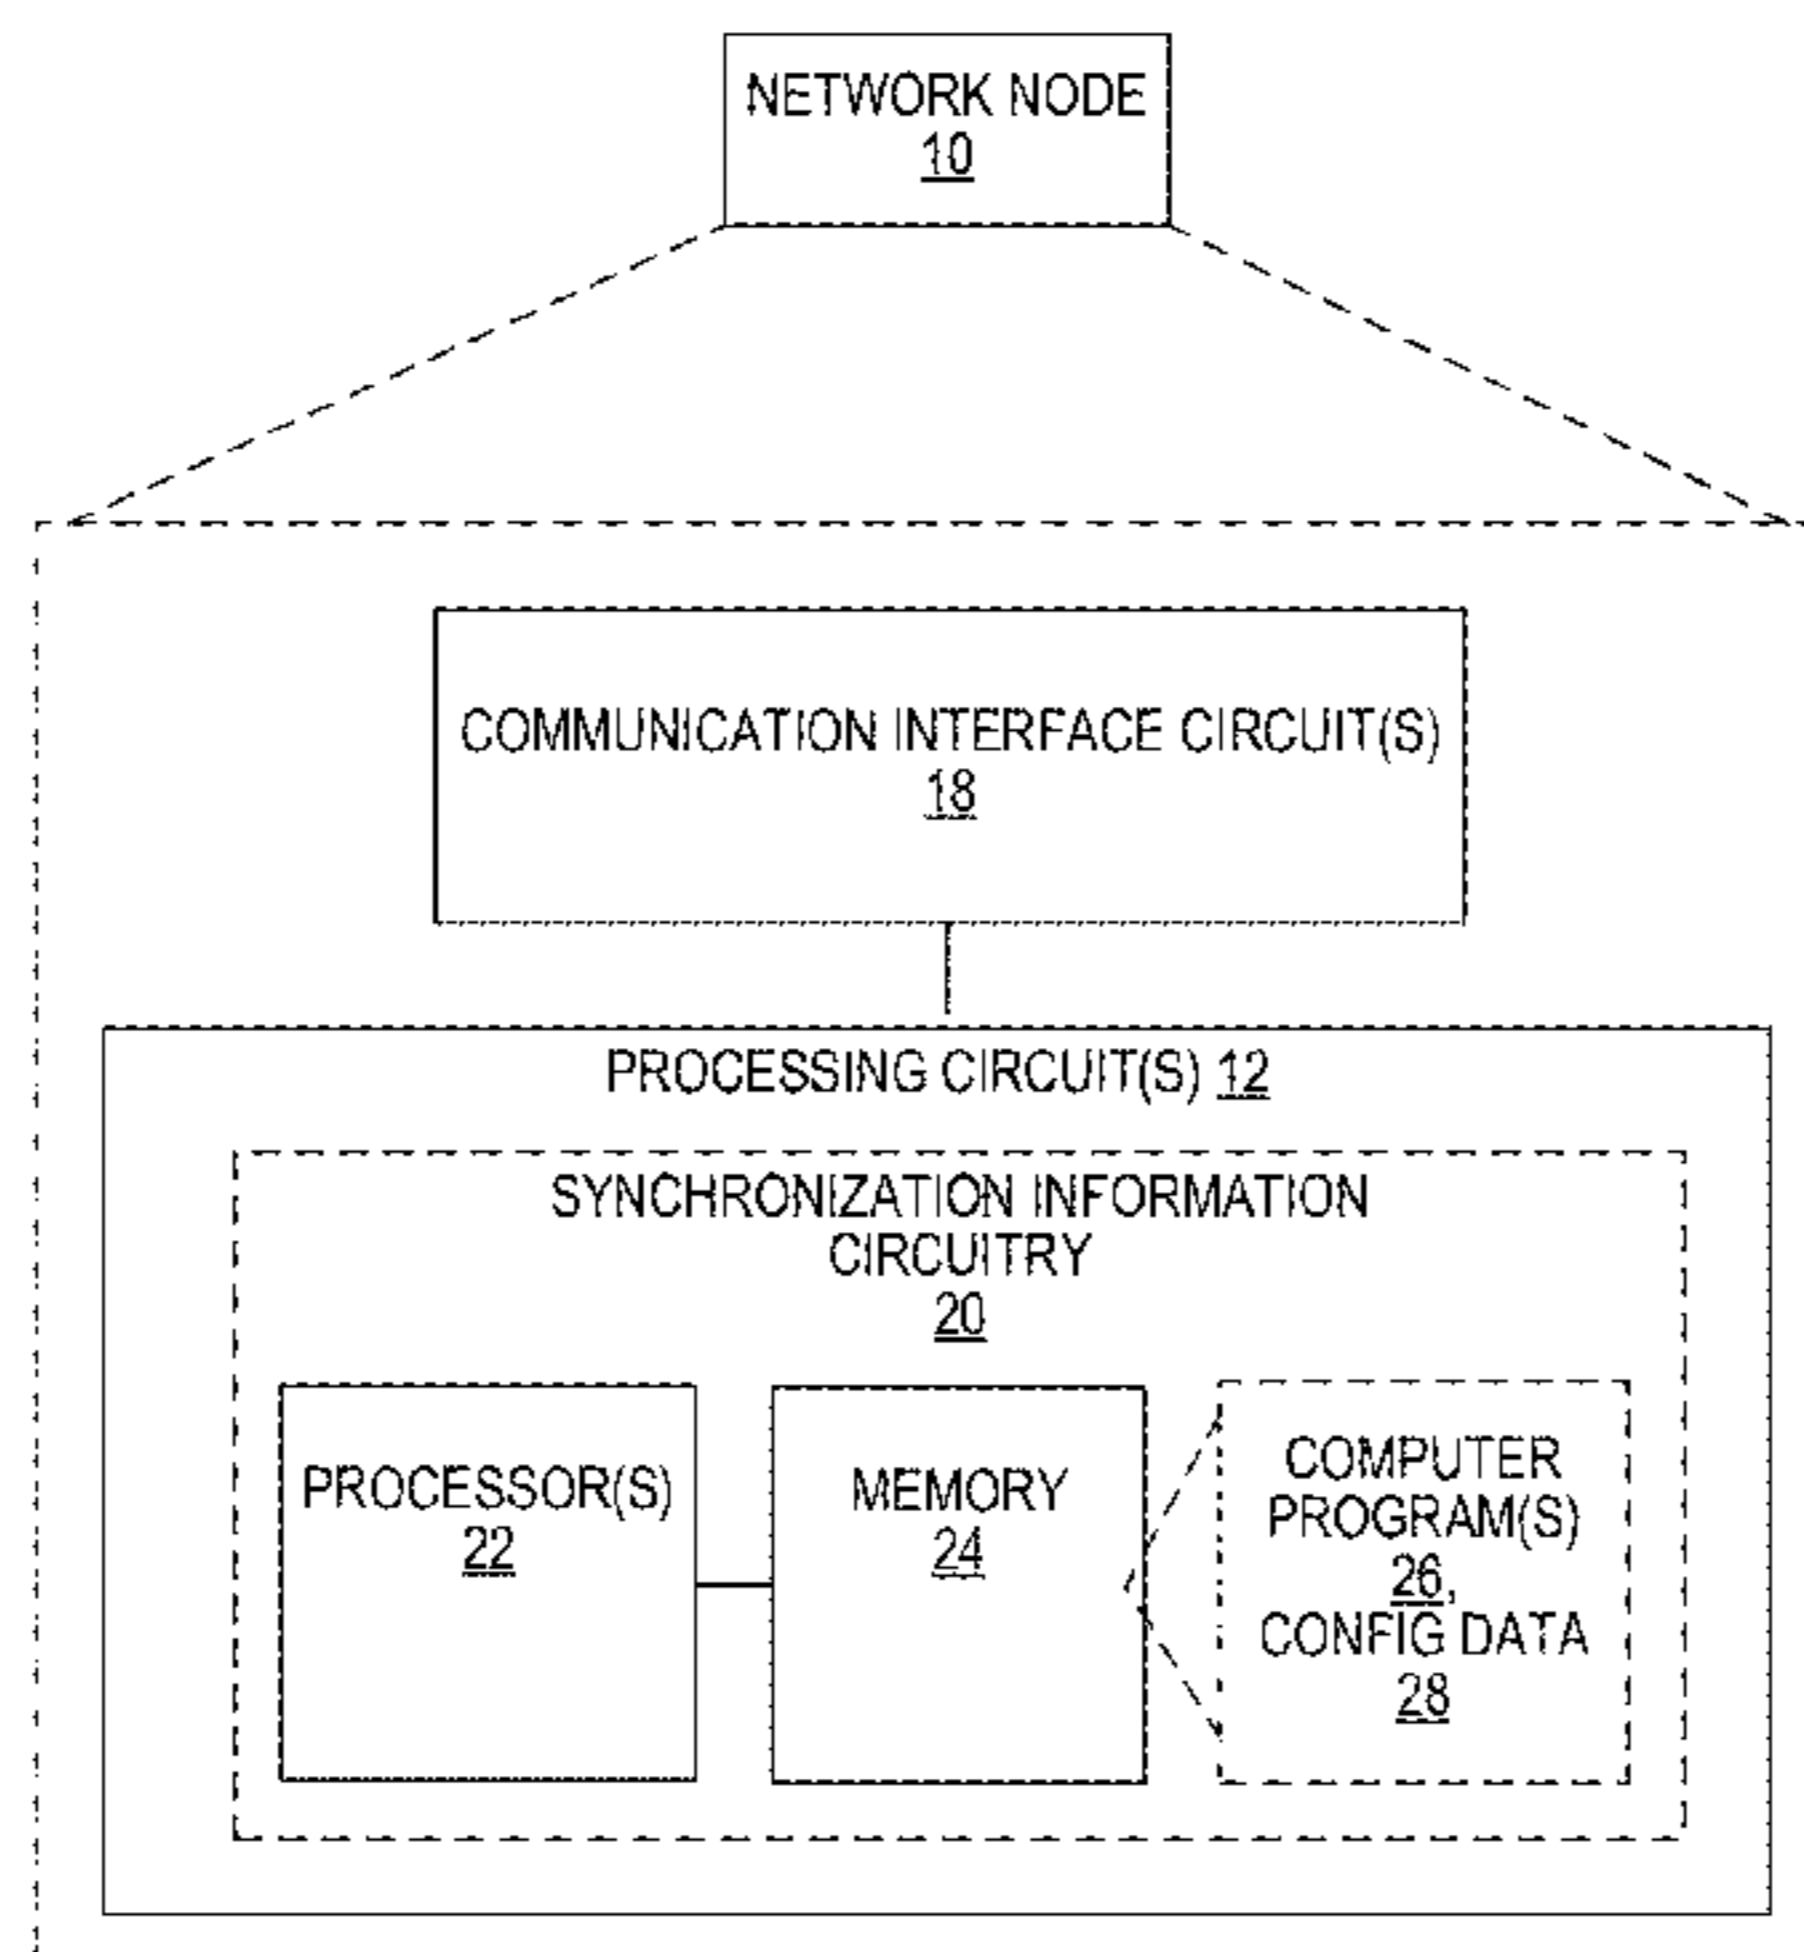 NETWORK NODE
10
COMMUNICATION INTERFACE CIRCUIT(S)
18
PROCESSING CIRCUIT(S) 12
SYNCHRONIZATION INFORMATION
CIRCUITRY
20
PROCESSOR(S)
22
MEMORY
24
COMPUTER
PROGRAM(S)
26,
CONFIG DATA
28